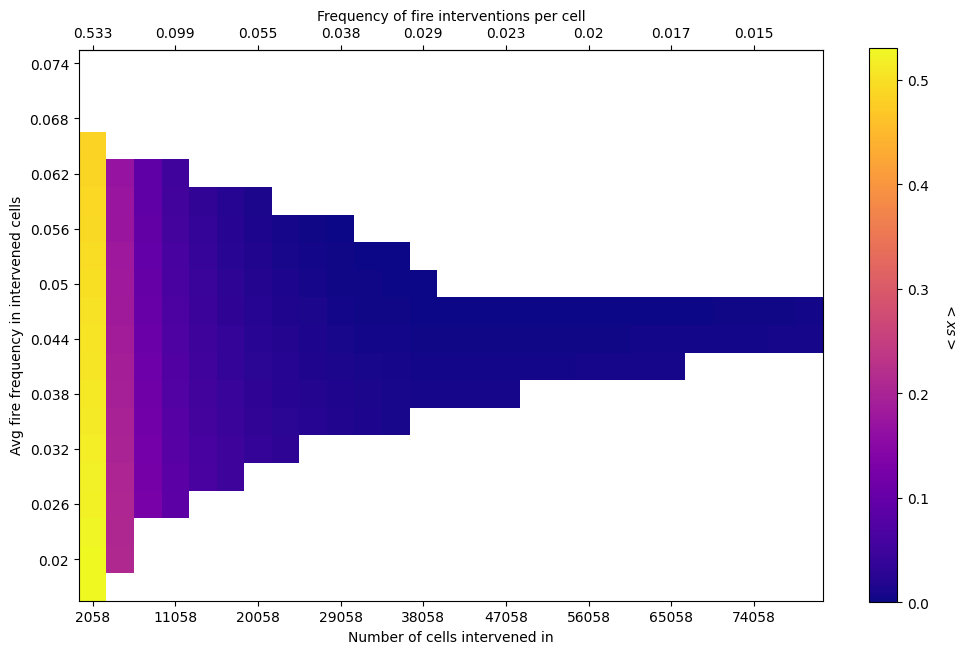 Frequency of fire interventions per cell
0.533 0.099 0.055 0.038 0.029 0.023 0.02 0.017 0.015
0.074
0.068
0.062
0.056
0.05
0.044
0.038
0.032
0.026
0.02
Avg fire frequency in intervened cells
2058 11058 20058 29058 38058 47058 56058 65058 74058
Number of cells intervened in
0.5
0.4
0.3
0.2
0.1
0.0
< sx >